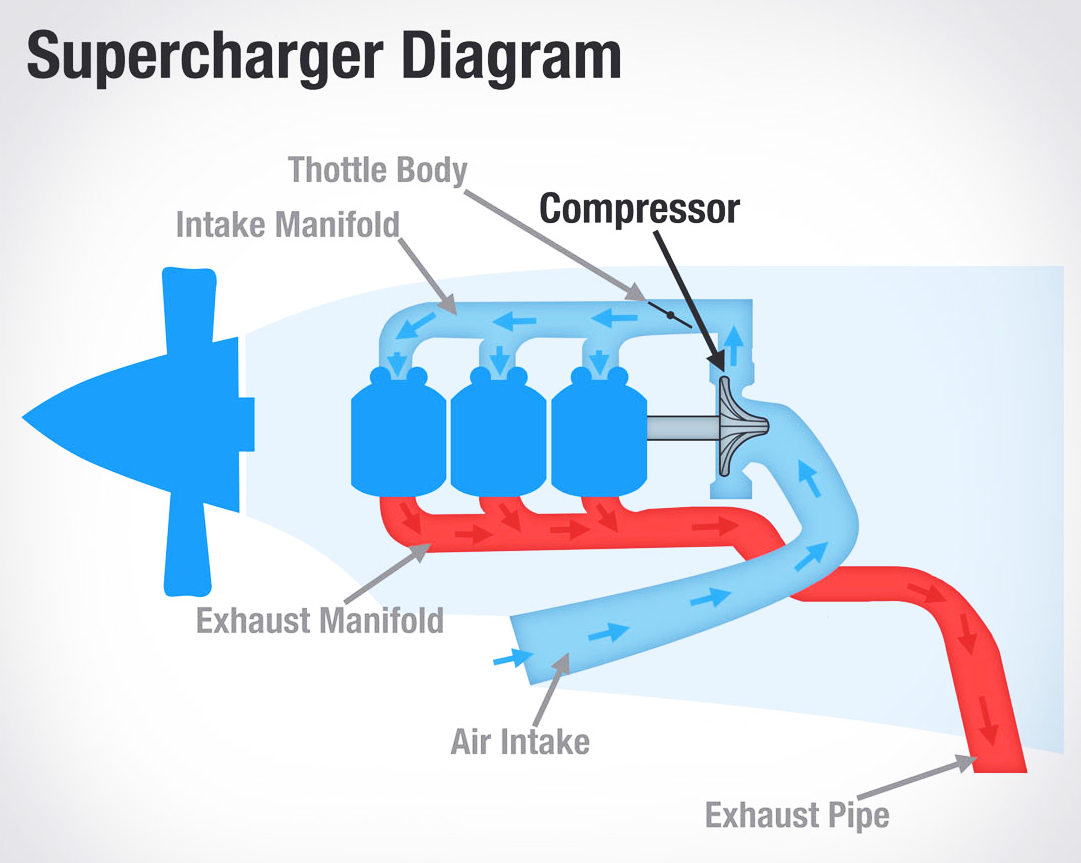 Supercharger Diagram
Thottle Body
Compressor
Intake Manifold
Exhaust Manifold
Air Intake
Exhaust Pipe